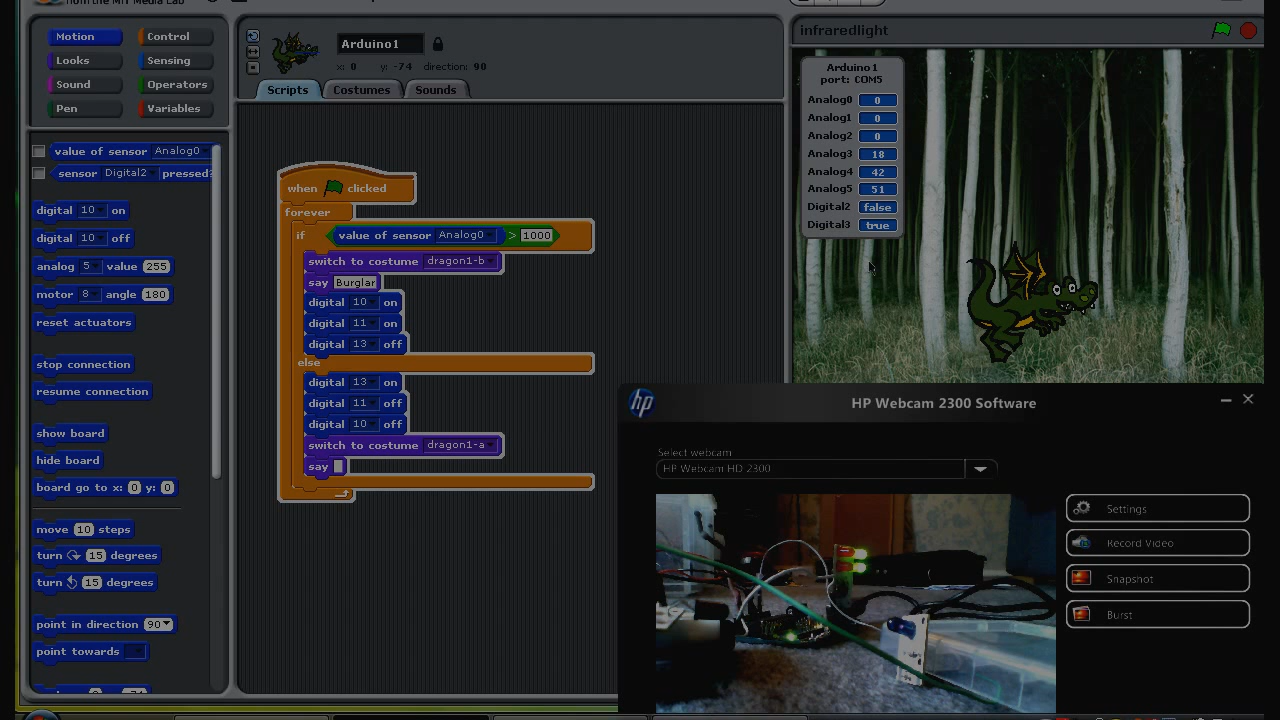 from the MIT Media Lab
Motion
Control
Looks
Sensing
Sound
Operators
Pen
Variables
value of sensor Analog0
sensor Digital2 pressed?
digital 10 on
digital 10 off
analog 5 value 255
motor 8 angle 180
reset actuators
stop connection
resume connection
show board
hide board
board go to x: 0 y: 0
move 10 steps
turn 15 degrees
turn 15 degrees
point in direction 90
point towards
Arduino1
x: 0 y: -74 direction: 90
Scripts
Costumes
Sounds
when clicked
forever
if value of sensor Analog0 > 1000
switch to costume dragon1-b
say Burglar
digital 10 on
digital 11 on
digital 13 off
else
digital 13 on
digital 11 off
digital 10 off
switch to costume dragon1-a
say
infraredlight
Arduino1
port: COM5
Analog0 0
Analog1 0
Analog2 0
Analog3 18
Analog4 42
Analog5 51
Digital2 false
Digital3 true
hp
HP Webcam 2300 Software
Select webcam
HP Webcam HD 2300
Settings
Record Video
Snapshot
Burst